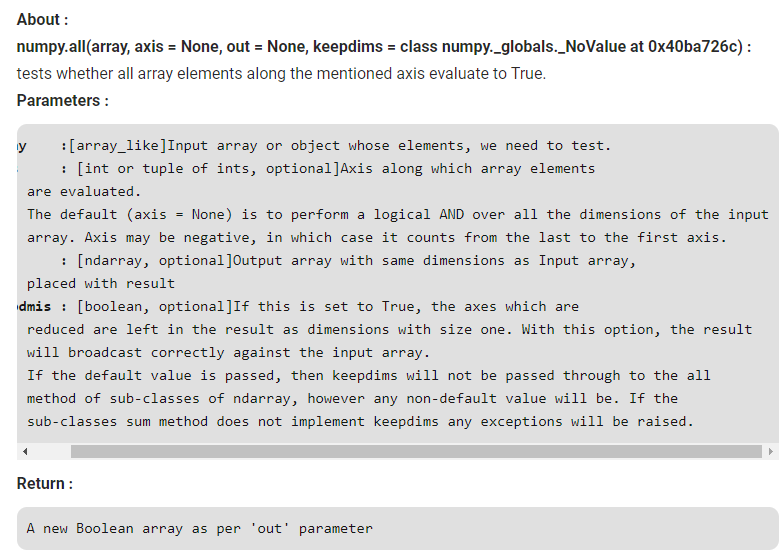 About :
numpy.all(array, axis = None, out = None, keepdims = class numpy._globals._NoValue at 0x40ba726c) :
tests whether all array elements along the mentioned axis evaluate to True.
Parameters :
y :[array_like]Input array or object whose elements, we need to test.
: [int or tuple of ints, optional]Axis along which array elements
are evaluated.
The default (axis = None) is to perform a logical AND over all the dimensions of the input
array. Axis may be negative, in which case it counts from the last to the first axis.
: [ndarray, optional]Output array with same dimensions as Input array,
placed with result
dmis : [boolean, optional]If this is set to True, the axes which are
reduced are left in the result as dimensions with size one. With this option, the result
will broadcast correctly against the input array.
If the default value is passed, then keepdims will not be passed through to the all
method of sub-classes of ndarray, however any non-default value will be. If the
sub-classes sum method does not implement keepdims any exceptions will be raised.
Return :
A new Boolean array as per 'out' parameter